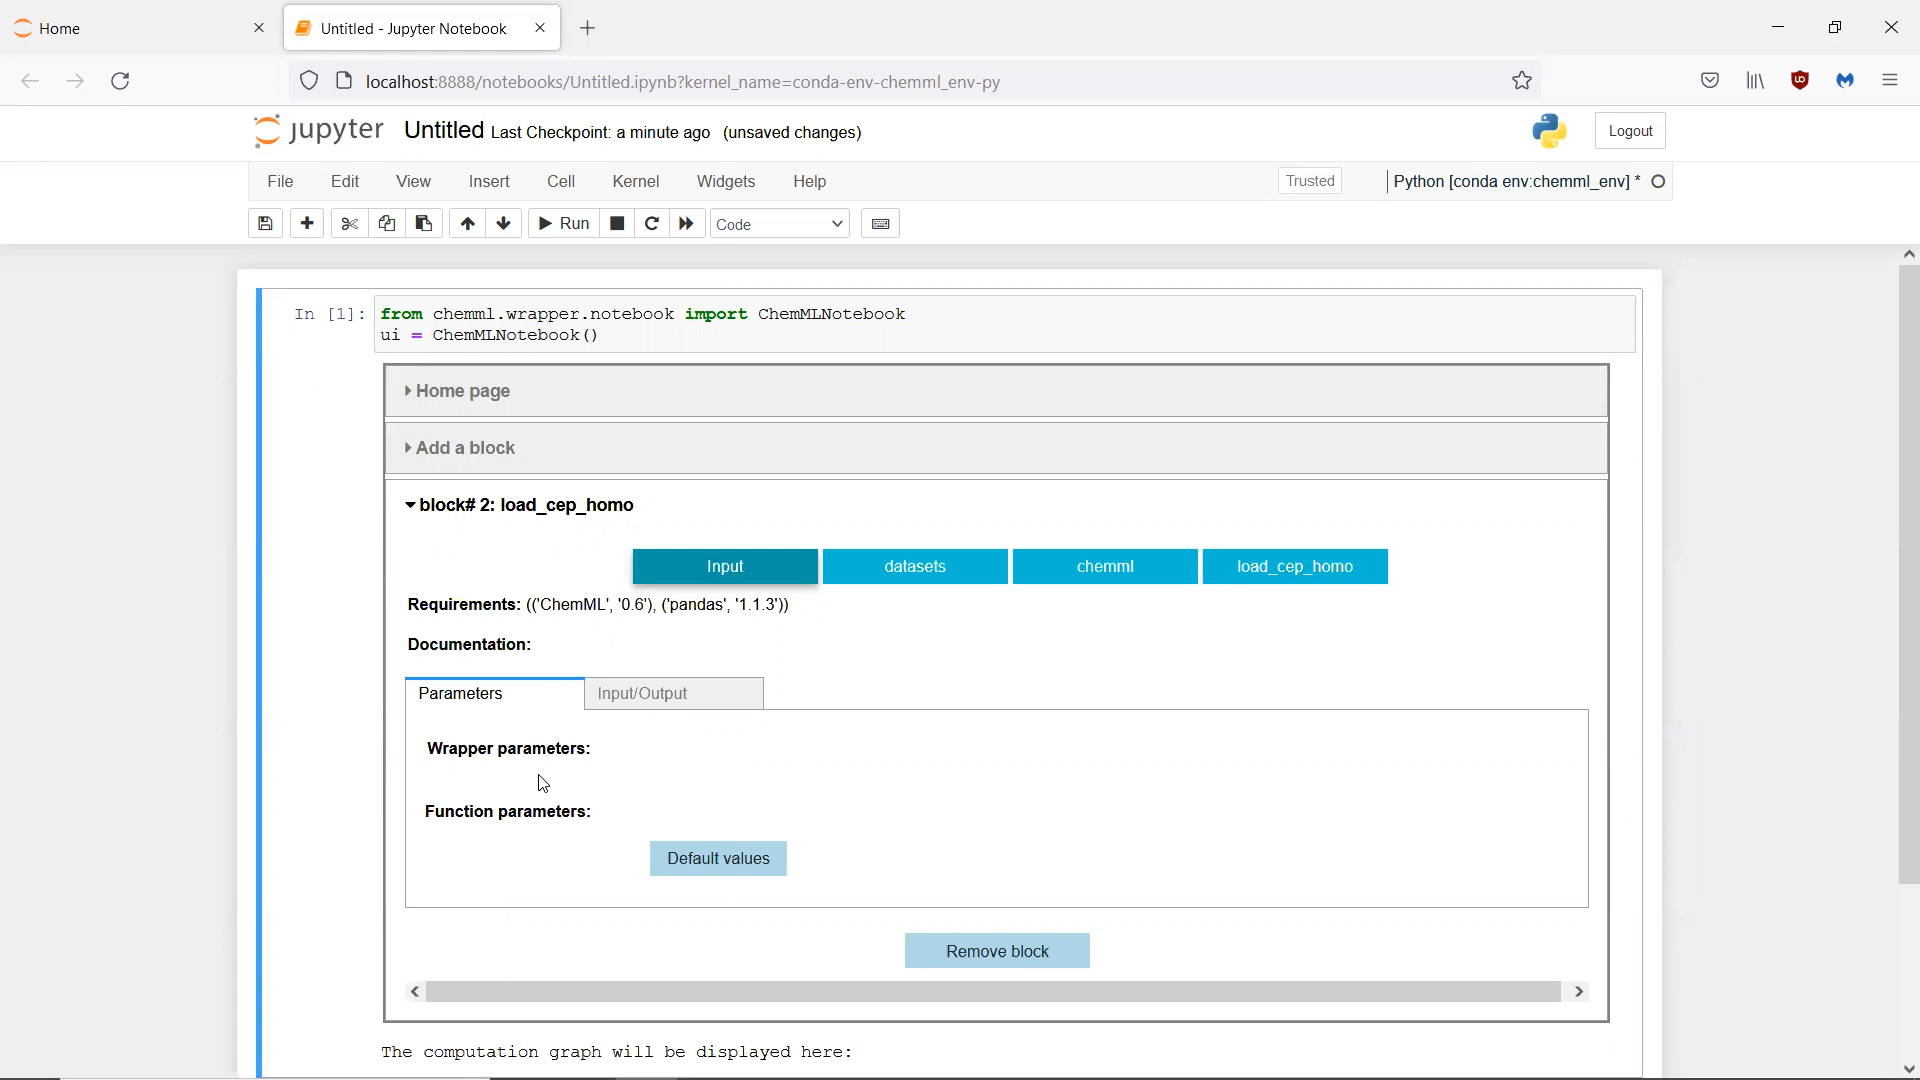 Home
Untitled - Jupyter Notebook
localhost:8888/notebooks/Untitled.ipynb?kernel_name=conda-env-chemml_env-py
jupyter Untitled Last Checkpoint: a minute ago (unsaved changes)
Logout
File Edit View Insert Cell Kernel Widgets Help
Trusted
Python [conda env:chemml_env] *
Run
Code
In [1]: from chemml.wrapper.notebook import ChemMLNotebook
ui = ChemMLNotebook()
Home page
Add a block
block# 2: load_cep_homo
Input datasets chemml load_cep_homo
Requirements: (('ChemML', '0.6'), ('pandas', '1.1.3'))
Documentation:
Parameters Input/Output
Wrapper parameters:
Function parameters:
Default values
Remove block
The computation graph will be displayed here: